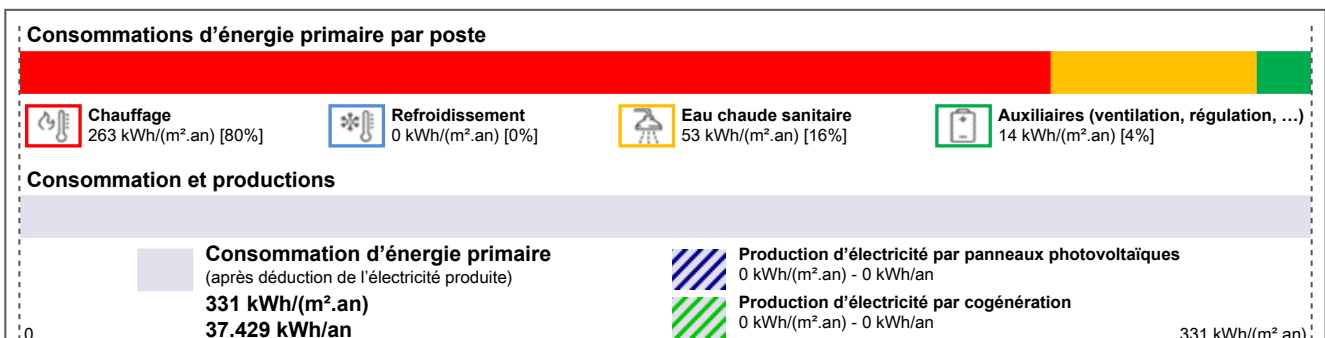 Consommations d'énergie primaire par poste
Chauffage
263 kWh/(m².an) [80%]
Refroidissement
0 kWh/(m².an) [0%]
Eau chaude sanitaire
53 kWh/(m².an) [16%]
Auxiliaires (ventilation, régulation, …)
14 kWh/(m².an) [4%]
Consommation et productions
Consommation d'énergie primaire
(après déduction de l'électricité produite)
331 kWh/(m².an)
37.429 kWh/an
Production d'électricité par panneaux photovoltaïques
0 kWh/(m².an) - 0 kWh/an
Production d'électricité par cogénération
0 kWh/(m².an) - 0 kWh/an
0
331 kWh/(m².an)